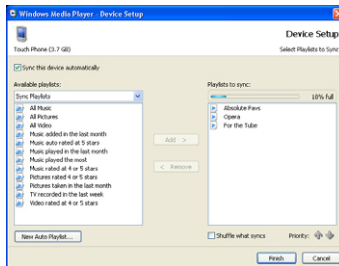 Windows Media Player - Device Setup
Device Setup
Touch Phone (3.7 GB)
Select Playlists to Sync
Sync this device automatically
Available playlists:
Sync Playlists
All Music
All Pictures
All Video
Music added in the last month
Music auto rated at 5 stars
Music played in the last month
Music played the most
Music rated at 4 or 5 stars
Pictures rated at 4 or 5 stars
Pictures taken in the last month
TV recorded in the last week
Video rated at 4 or 5 stars
New Auto Playlist...
Add >
< Remove
Playlists to sync:
10% full
Absolute Favs
Opera
For the Tube
Shuffle what syncs
Priority:
Finish
Cancel